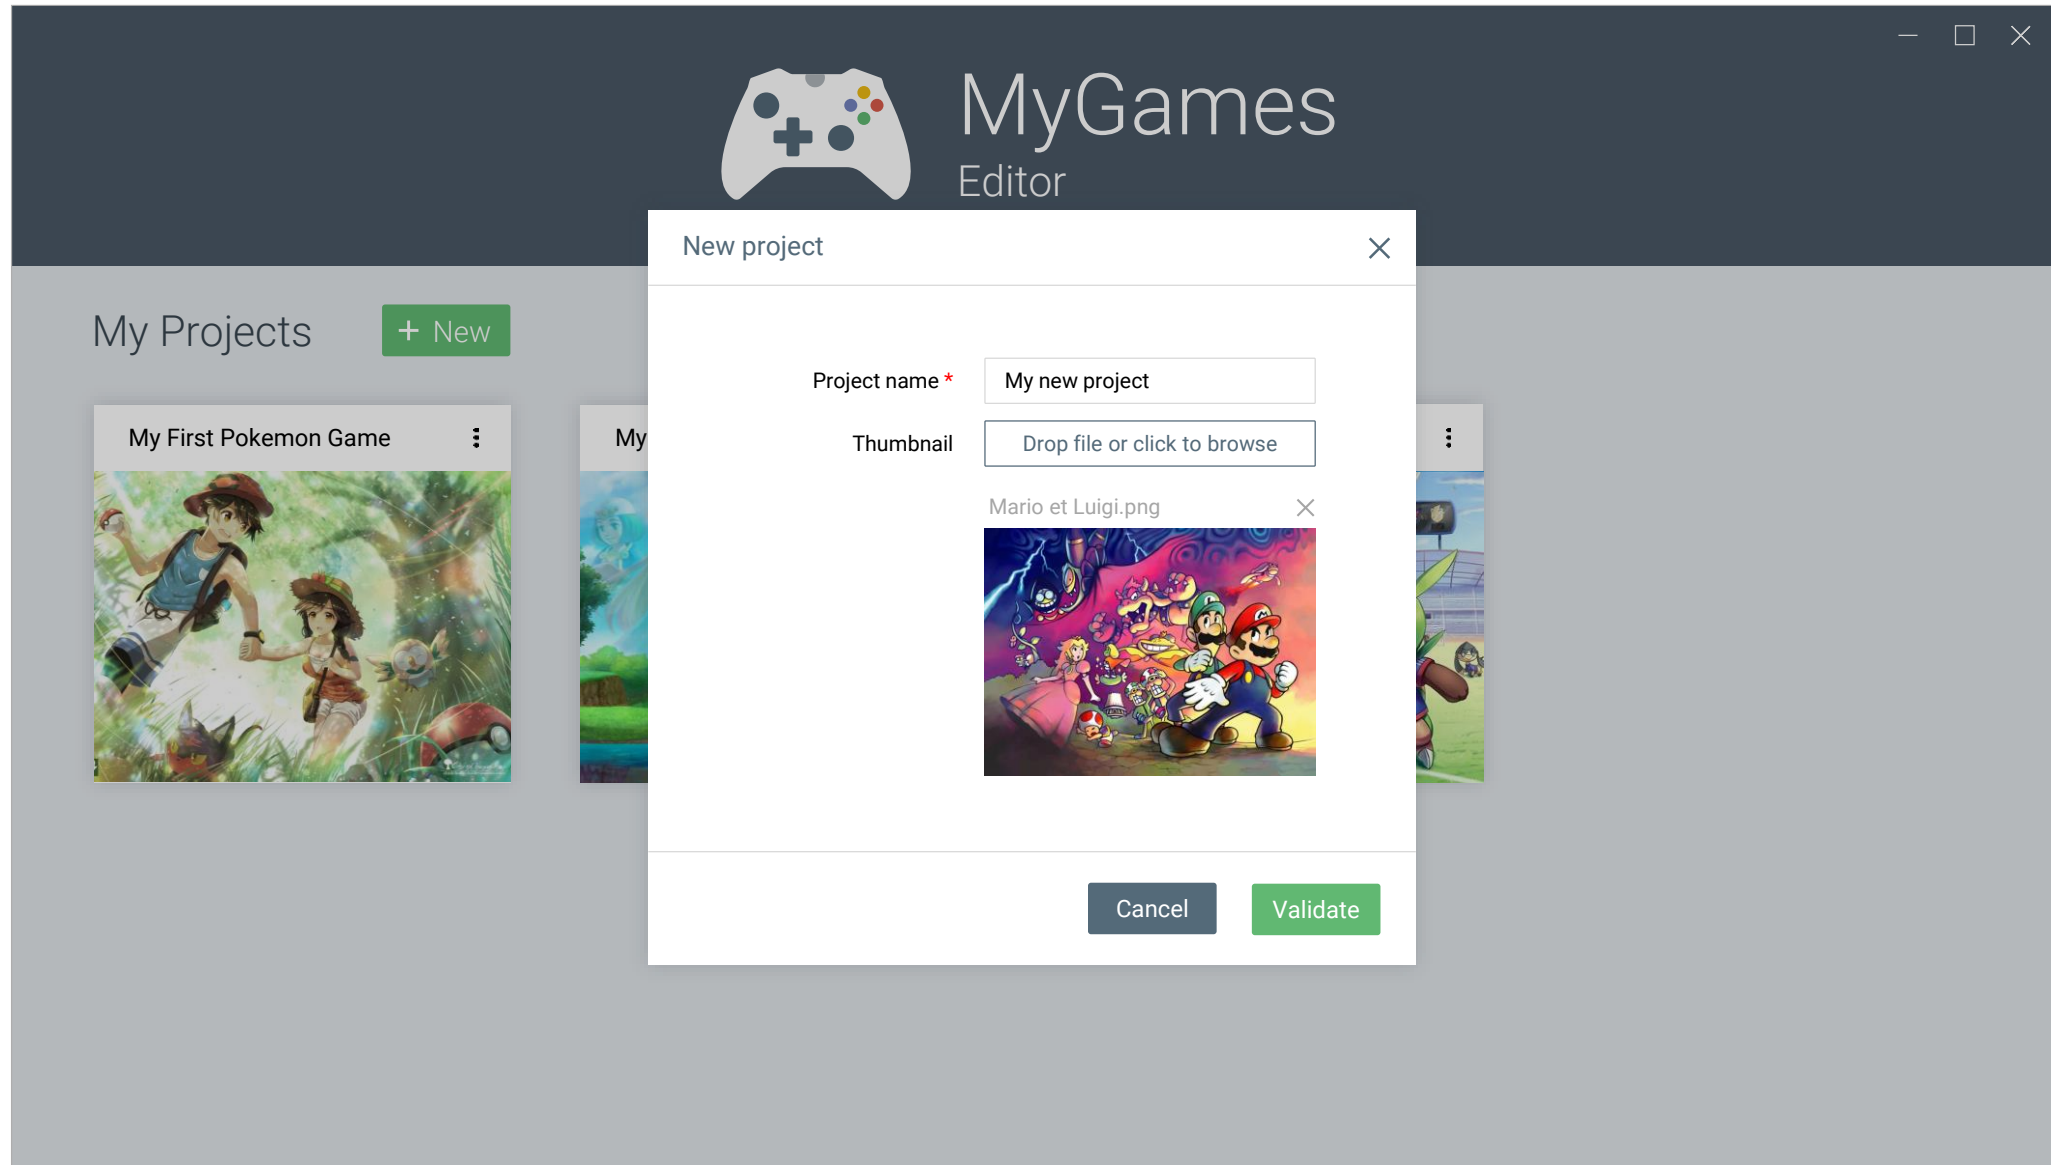 MyGames
Editor
New project
My Projects
+ New
Project name *
My new project
My First Pokemon Game
My
Thumbnail
Drop file or click to browse
Mario et Luigi.png
Cancel
Validate